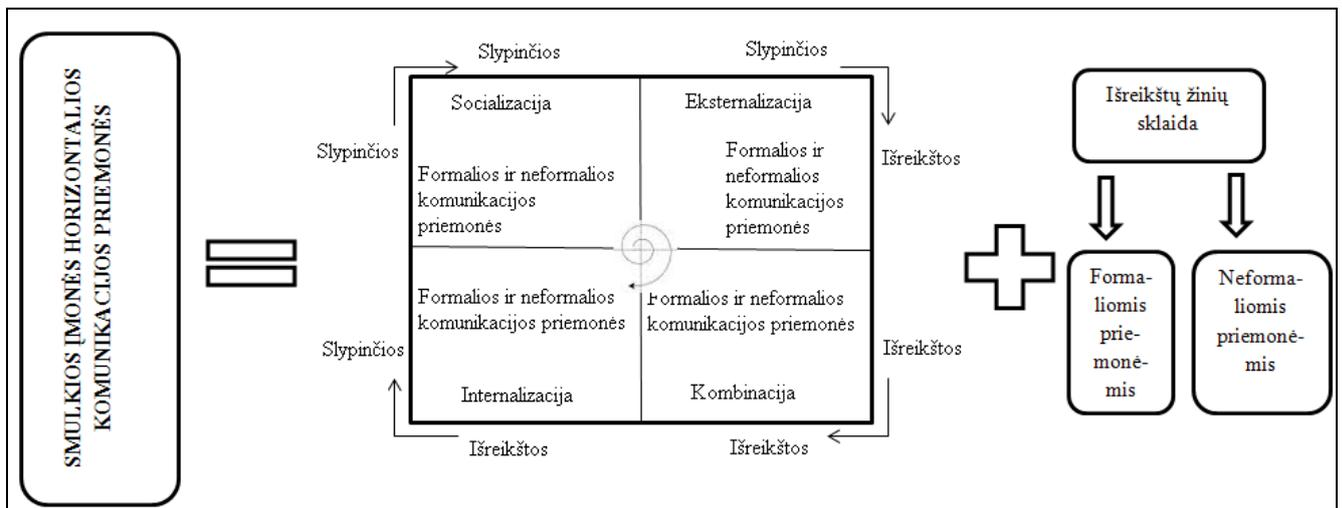 SMULKIOS ĮMONĖS HORIZONTALIOS
KOMUNIKACIJOS PRIEMONĖS
Slypinčios
Slypinčios
Slypinčios
Išreikštos
Socializacija
Formalios ir neformalios
komunikacijos
priemonės
Eksternalizacija
Formalios ir
neformalios
komunikacijos
priemonės
Formalios ir neformalios
komunikacijos priemonės
Internalizacija
Formalios ir neformalios
komunikacijos priemonės
Kombinacija
Slypinčios
Išreikštos
Išreikštos
Išreikštos
Išreikštų žinių
sklaida
Forma-
liomis
prie-
monė-
mis
Neforma-
liomis
priemonė-
mis